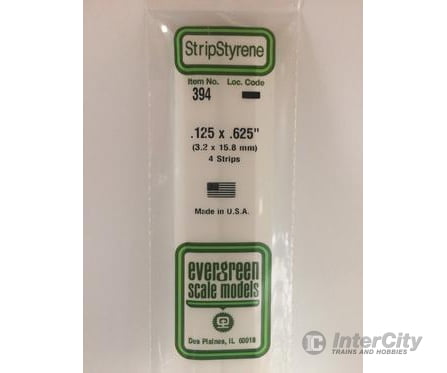 StripStyrene
Item No. Loc. Code
394
.125 x .625"
(3.2 x 15.8 mm)
4 Strips
Made in U.S.A.
evergreen
scale models
Des Plaines, IL 60018
InterCity
TRAINS AND HOBBIES